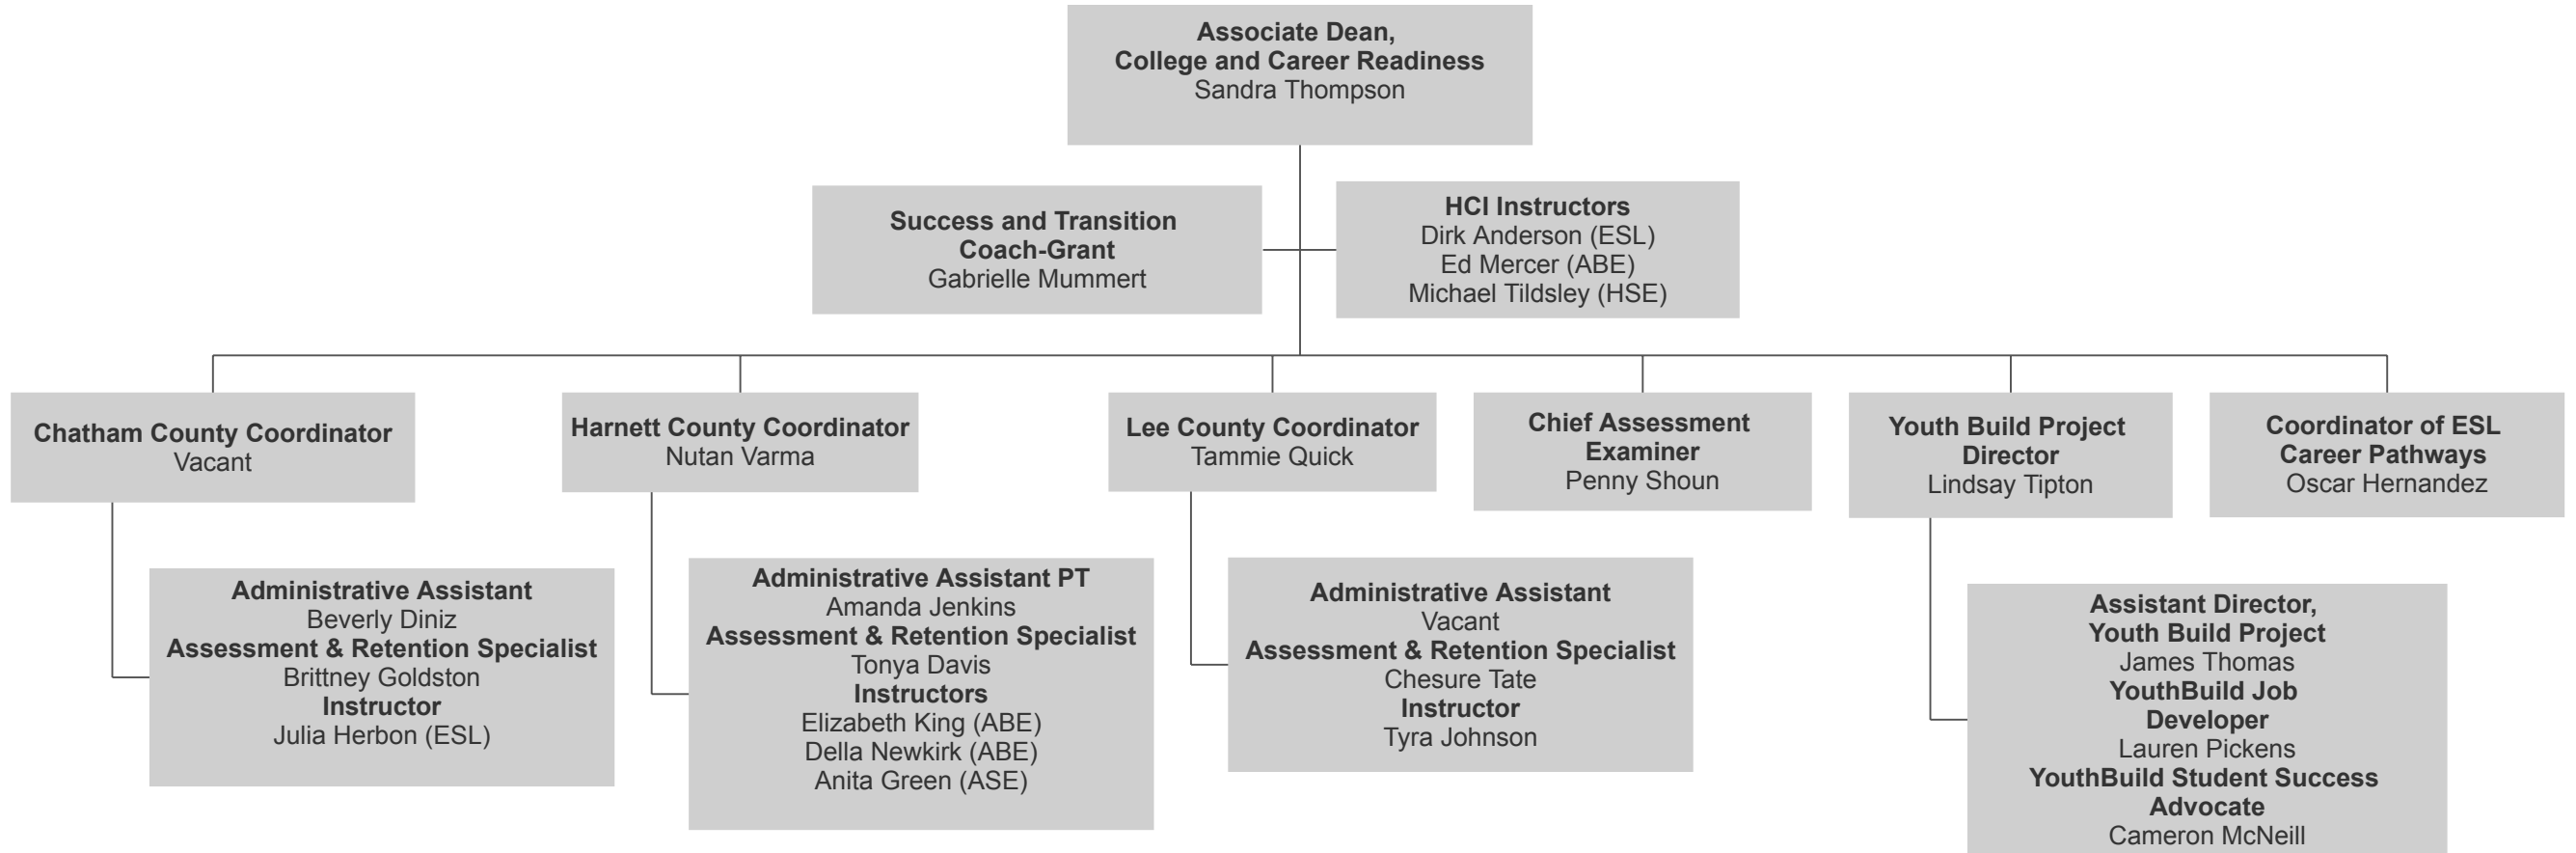 Associate Dean,
College and Career Readiness
Sandra Thompson
Success and Transition
Coach-Grant
Gabrielle Mummert
HCI Instructors
Dirk Anderson (ESL)
Ed Mercer (ABE)
Michael Tildsley (HSE)
Chatham County Coordinator
Vacant
Harnett County Coordinator
Nutan Varma
Lee County Coordinator
Tammie Quick
Chief Assessment
Examiner
Penny Shoun
Youth Build Project
Director
Lindsay Tipton
Coordinator of ESL
Career Pathways
Oscar Hernandez
Administrative Assistant
Beverly Diniz
Assessment & Retention Specialist
Brittney Goldston
Instructor
Julia Herbon (ESL)
Administrative Assistant PT
Amanda Jenkins
Assessment & Retention Specialist
Tonya Davis
Instructors
Elizabeth King (ABE)
Della Newkirk (ABE)
Anita Green (ASE)
Administrative Assistant
Vacant
Assessment & Retention Specialist
Chesure Tate
Instructor
Tyra Johnson
Assistant Director,
Youth Build Project
James Thomas
YouthBuild Job
Developer
Lauren Pickens
YouthBuild Student Success
Advocate
Cameron McNeill